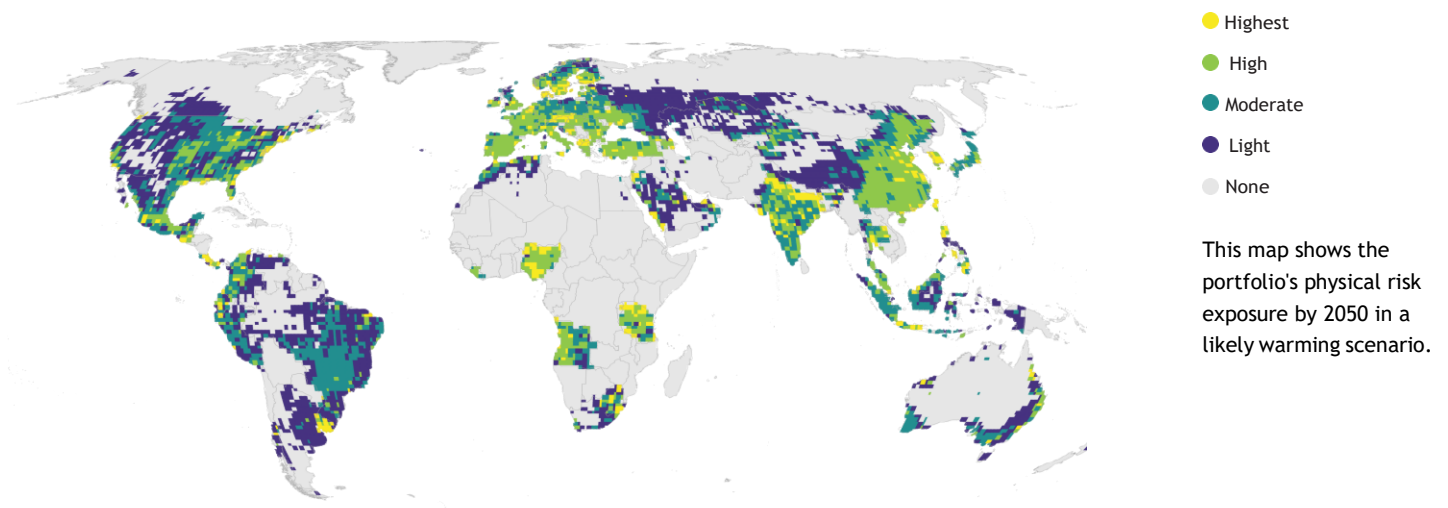 Highest
High
Moderate
Light
None
This map shows the
portfolio's physical risk
exposure by 2050 in a
likely warming scenario.